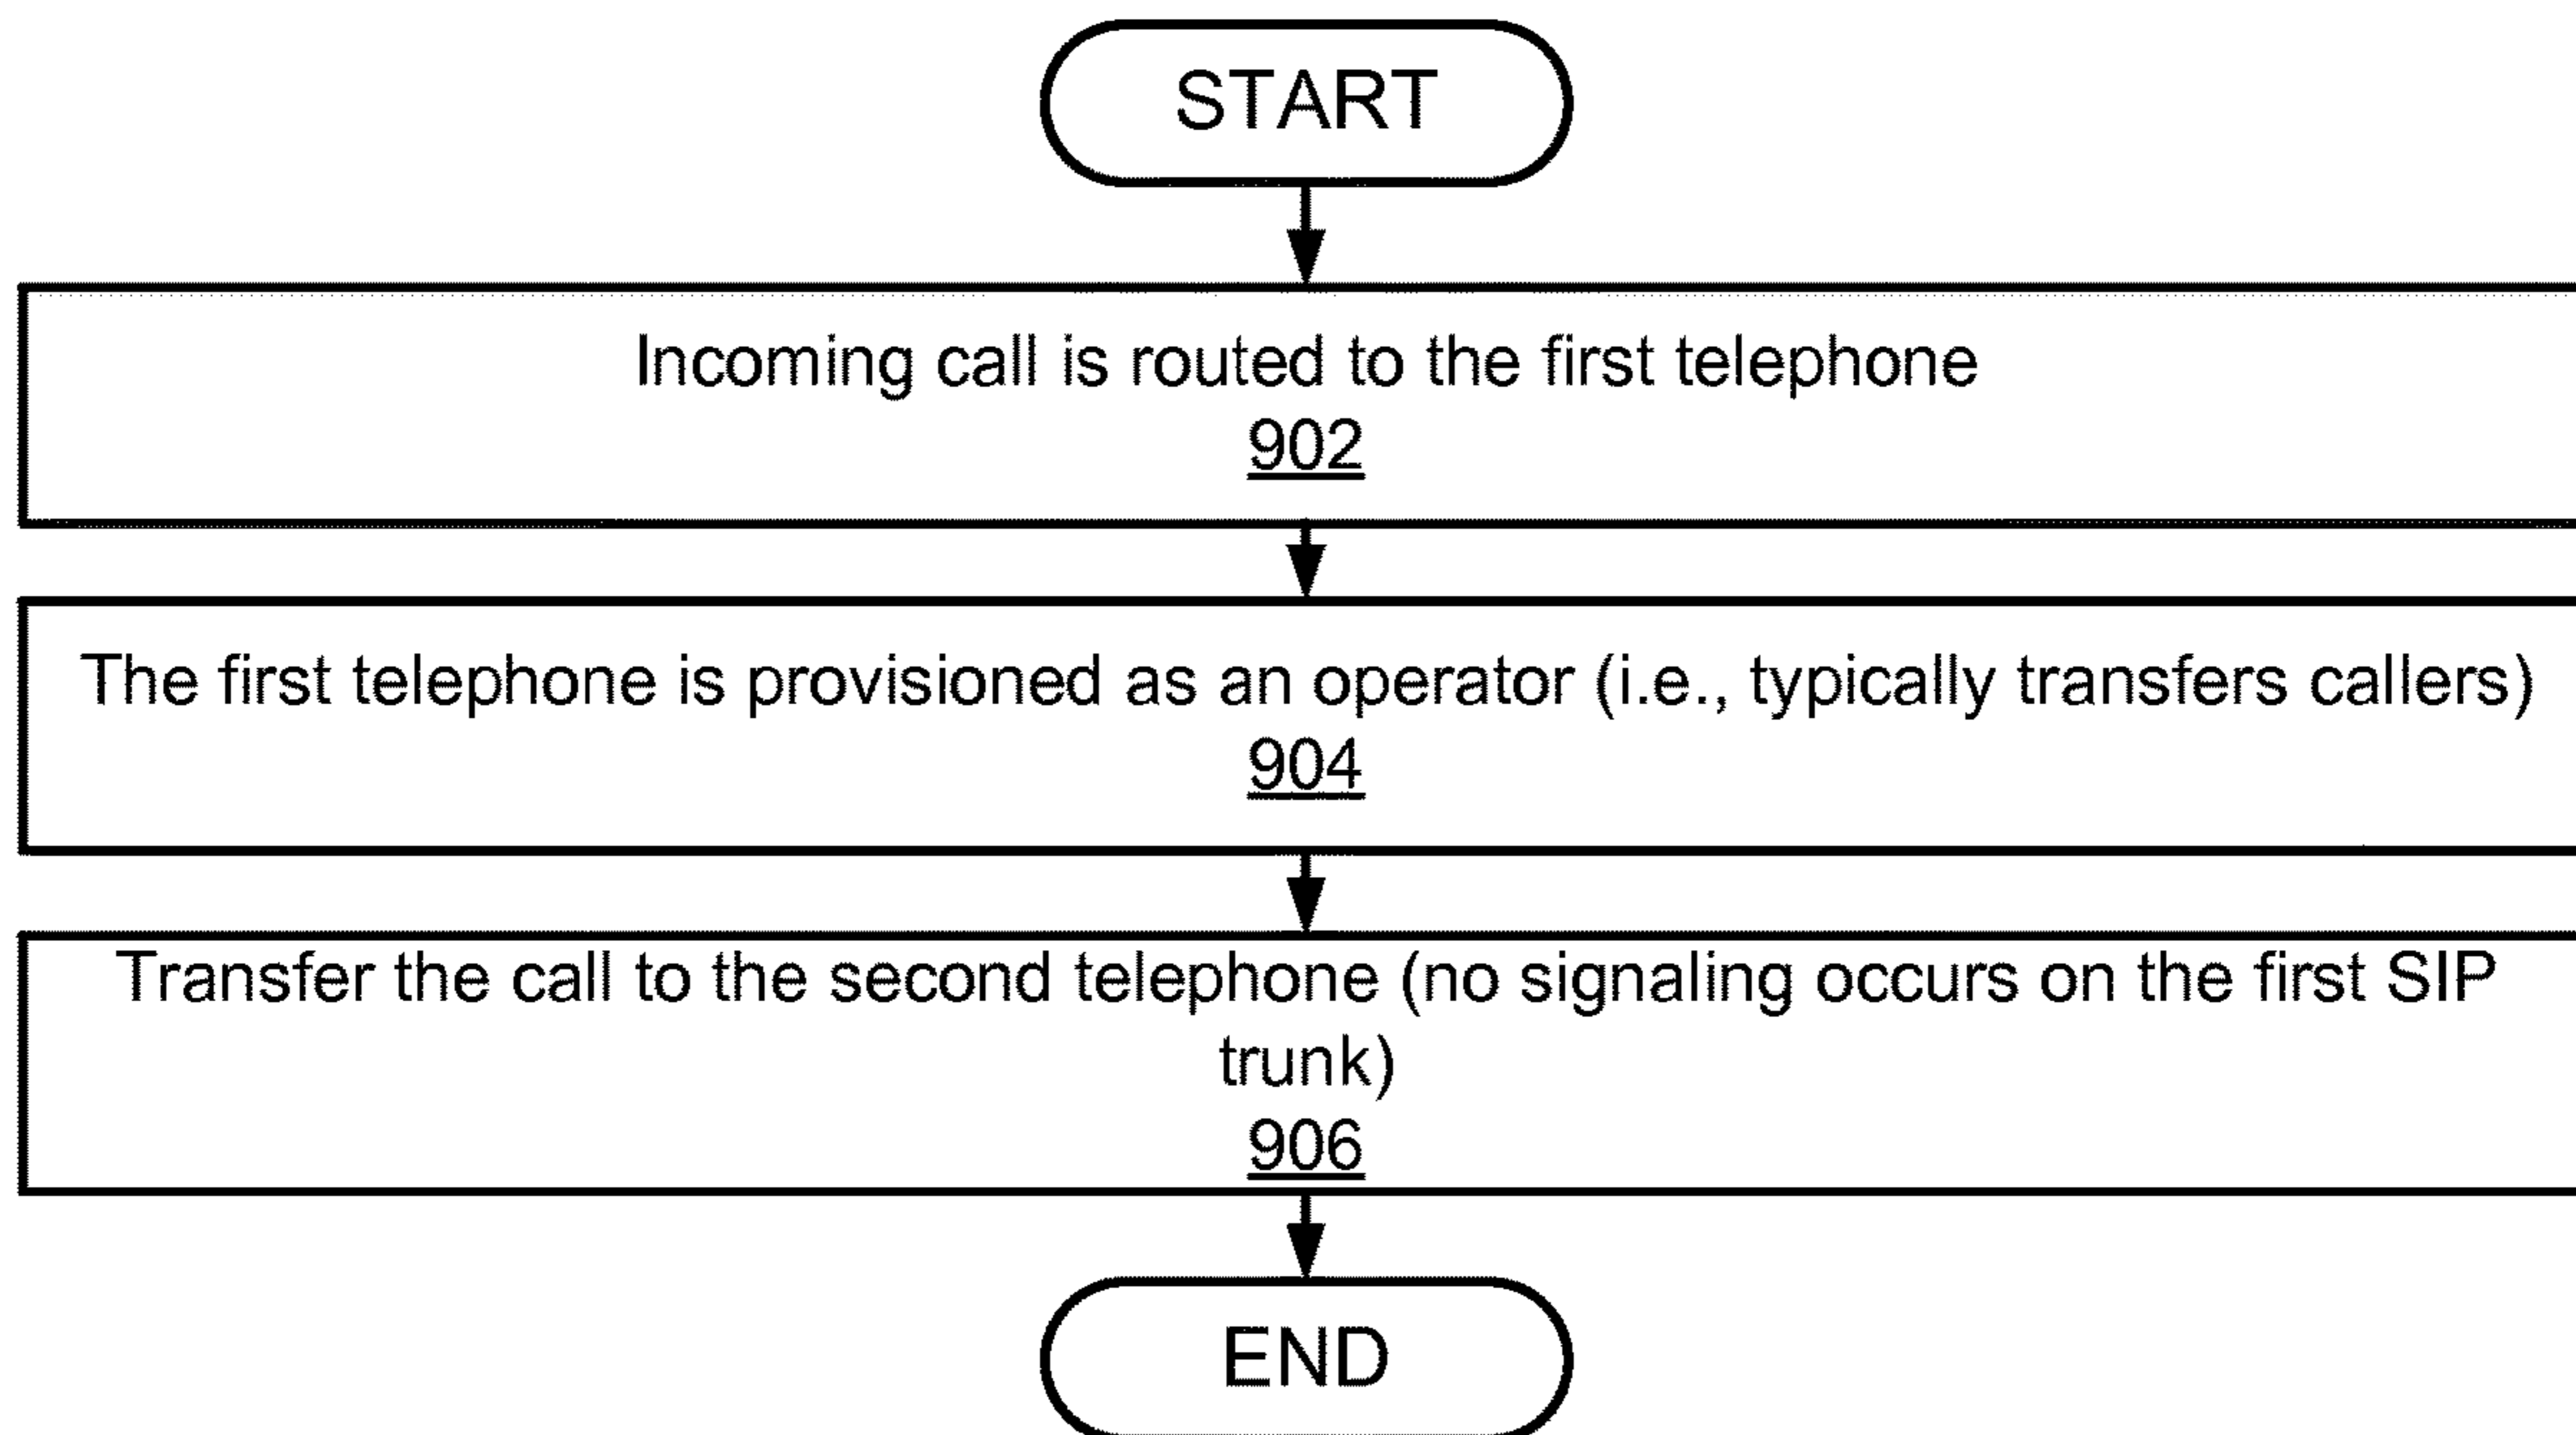 START
Incoming call is routed to the first telephone
902
The first telephone is provisioned as an operator (i.e., typically transfers callers)
904
Transfer the call to the second telephone (no signaling occurs on the first SIP
trunk)
906
END